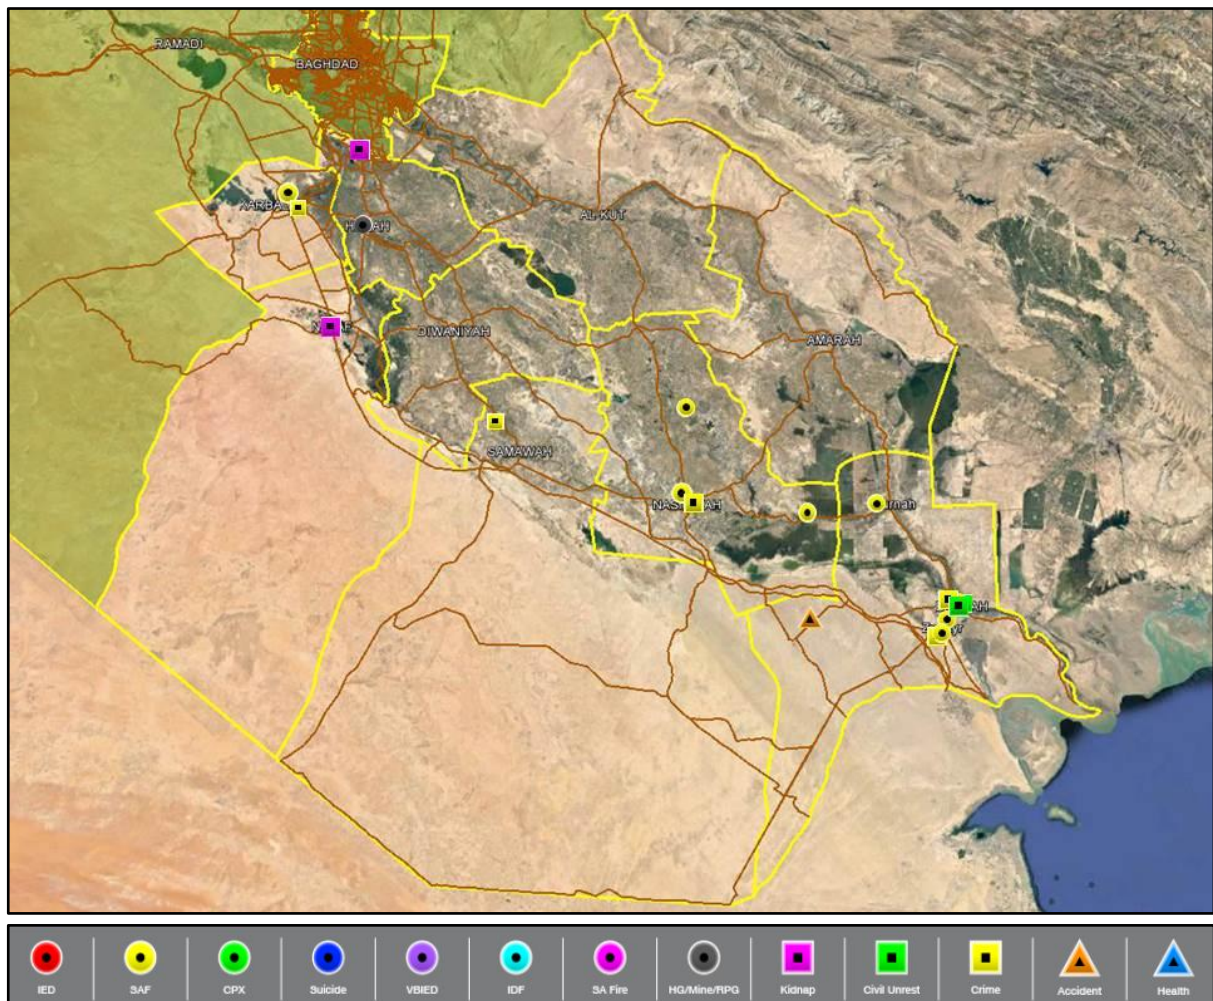 RAMADI
BAGHDAD
AL-KUT
DIWANIYAH
AMARAH
SAMAWAH
IED
SAF
CPX
Suicide
VBIED
IDF
SA Fire
HG/Mine/RPG
Kidnap
Civil Unrest
Crime
Accident
Health